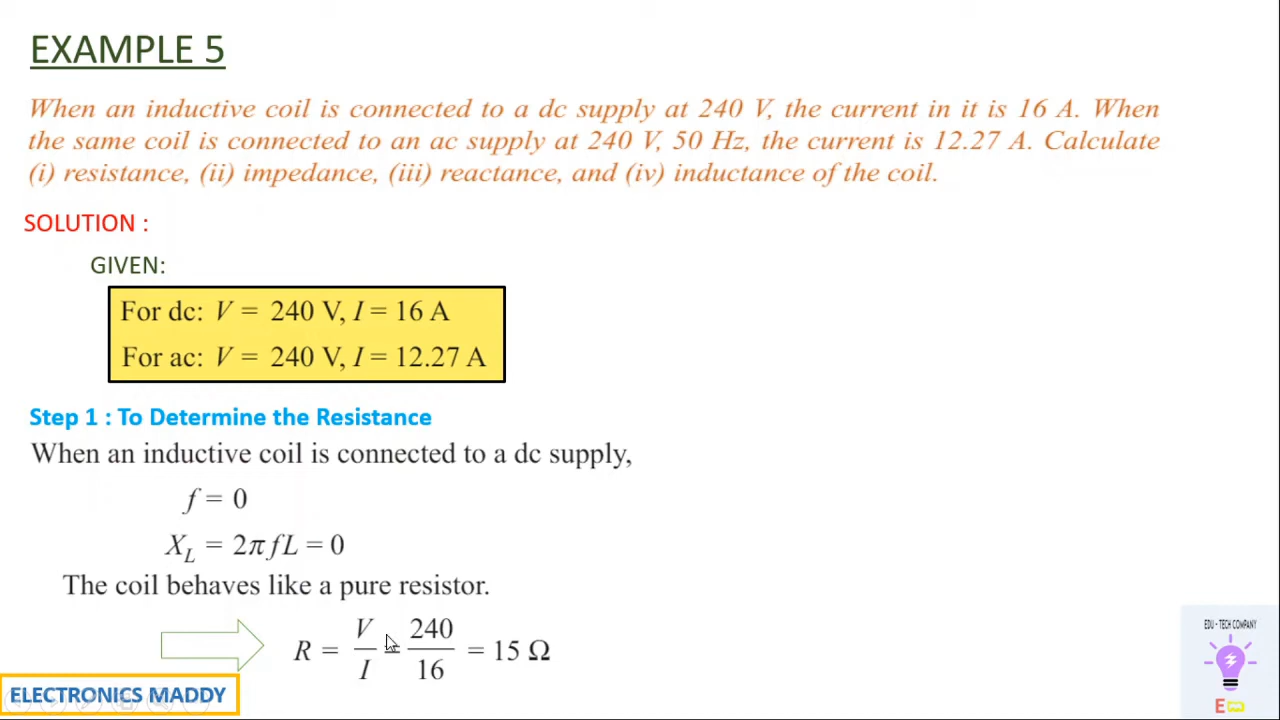 EXAMPLE 5
When an inductive coil is connected to a dc supply at 240 V, the current in it is 16 A. When
the same coil is connected to an ac supply at 240 V, 50 Hz, the current is 12.27 A. Calculate
(i) resistance, (ii) impedance, (iii) reactance, and (iv) inductance of the coil.
SOLUTION :
GIVEN:
For dc: V = 240 V, I = 16 A
For ac: V = 240 V, I = 12.27 A
Step 1 : To Determine the Resistance
When an inductive coil is connected to a dc supply,
f = 0
X_L = 2π fL = 0
The coil behaves like a pure resistor.
R = V/I = 240/16 = 15 Ω
ELECTRONICS MADDY
EDU - TECH COMPANY
E